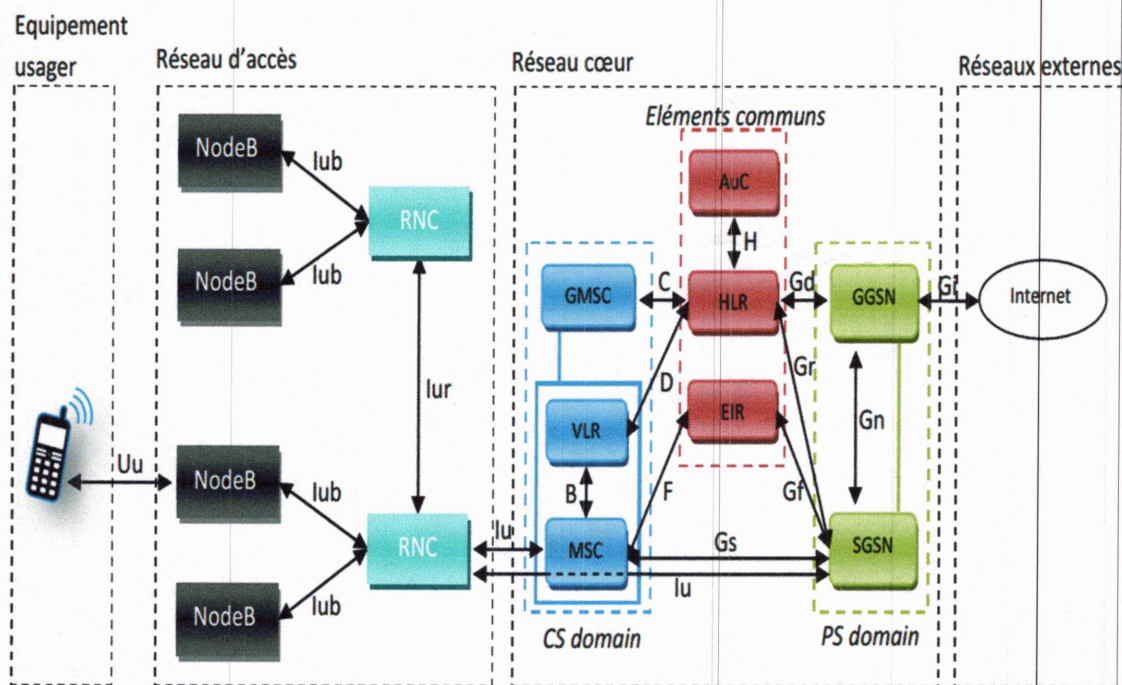 Equipement
usager
Réseau d'accès
Réseau cœur
Réseaux externes
Eléments communs
NodeB
Iub
AuC
RNC
H
NodeB
Iub
GMSC
C
HLR
Gd
GGSN
Gi
Internet
Iur
D
Gr
VLR
EIR
Gn
Uu
NodeB
Iub
B
F
Gf
RNC
Iu
MSC
Gs
SGSN
Iu
NodeB
Iub
CS domain
PS domain